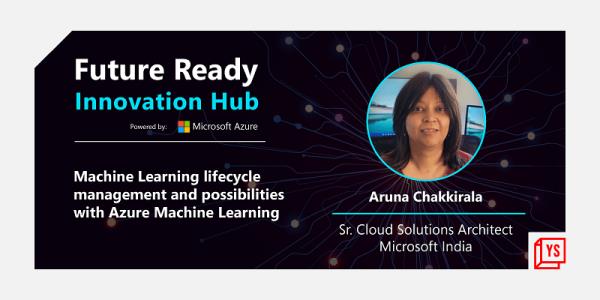 Future Ready
Innovation Hub
Powered by: Microsoft Azure
Machine Learning lifecycle
management and possibilities
with Azure Machine Learning
Aruna Chakkirala
Sr. Cloud Solutions Architect
Microsoft India
YS